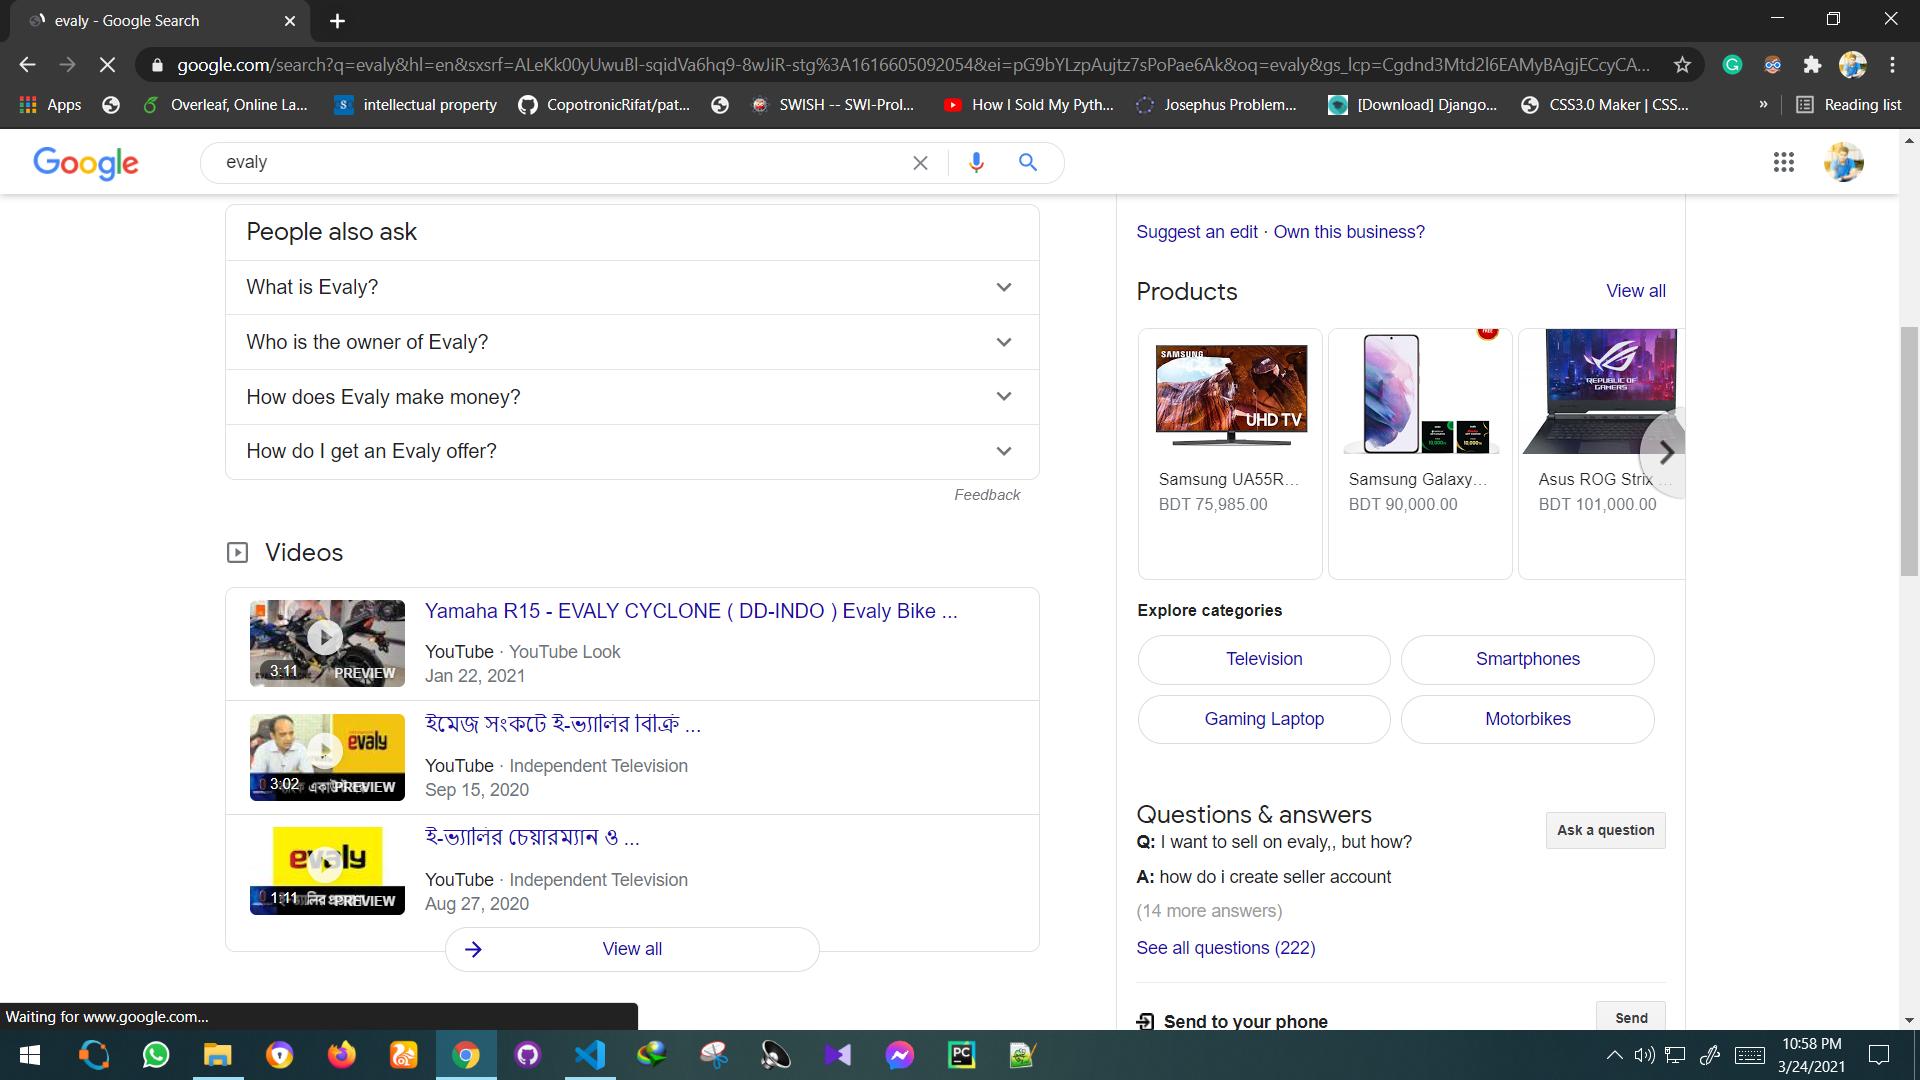 evaly - Google Search
google.com/search?q=evaly&hl=en&sxsrf=ALeKk00yUwuBl-sqidVa6hq9-8wJiR-stg%3A1616605092054&ei=pG9bYLzpAujtz7sPoPae6Ak&oq=evaly&gs_lcp=Cgdnd3Mtd2l6EAMyBAgjECcyCA...
Apps Overleaf, Online La... intellectual property CopotronicRifat/pat... SWISH -- SWI-Prol... How I Sold My Pyth... Josephus Problem... [Download] Django... CSS3.0 Maker | CSS... » Reading list
Google
evaly
People also ask
What is Evaly?
Who is the owner of Evaly?
How does Evaly make money?
How do I get an Evaly offer?
Feedback
Videos
Yamaha R15 - EVALY CYCLONE ( DD-INDO ) Evaly Bike ...
YouTube · YouTube Look
Jan 22, 2021
3:11 PREVIEW
ইমেজ সংকটে ই-ভ্যালির বিক্রি ...
YouTube · Independent Television
Sep 15, 2020
evaly
3:02 PREVIEW
ই-ভ্যালির চেয়ারম্যান ও ...
YouTube · Independent Television
Aug 27, 2020
evaly
1:11 PREVIEW
View all
Suggest an edit · Own this business?
Products
View all
SAMSUNG
UHD TV
Samsung UA55R...
BDT 75,985.00
FREE
10,000
10,000
Samsung Galaxy...
BDT 90,000.00
REPUBLIC OF
GAMERS
Asus ROG Strix ...
BDT 101,000.00
Explore categories
Television
Smartphones
Gaming Laptop
Motorbikes
Questions & answers
Ask a question
Q: I want to sell on evaly,, but how?
A: how do i create seller account
(14 more answers)
See all questions (222)
Send to your phone
Send
Waiting for www.google.com...
PC
10:58 PM
3/24/2021